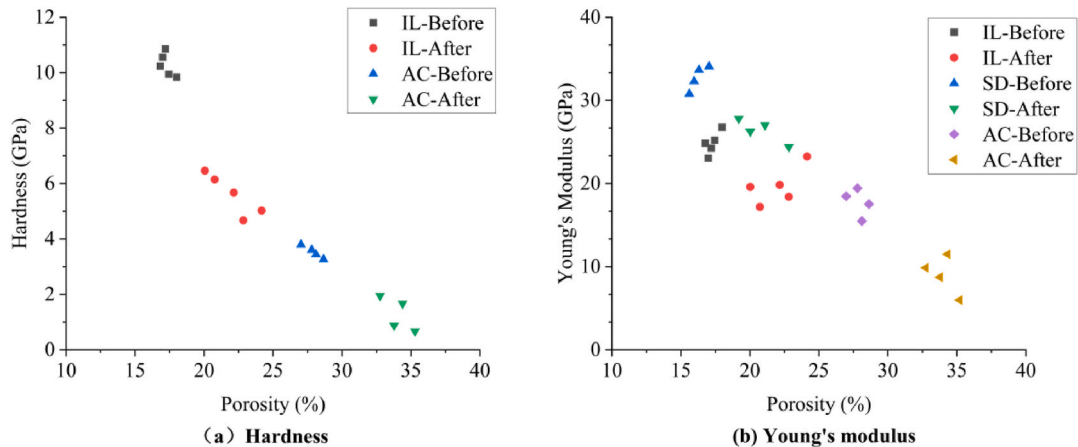 12
10
8
6
4
2
0
Hardness (GPa)
IL-Before
IL-After
AC-Before
AC-After
10 15 20 25 30 35 40
Porosity (%)
(a) Hardness
40
30
20
10
0
Young's Modulus (GPa)
IL-Before
IL-After
SD-Before
SD-After
AC-Before
AC-After
10 15 20 25 30 35 40
Porosity (%)
(b) Young's modulus